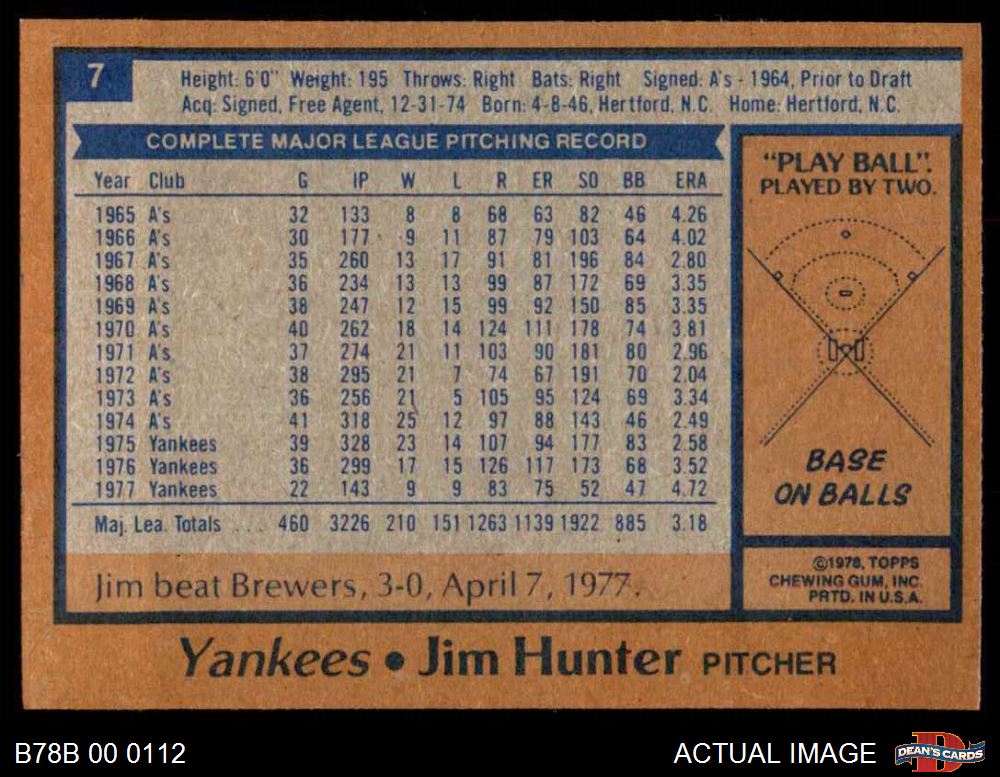 7
Height: 6'0" Weight: 195 Throws: Right Bats: Right Signed: A's - 1964, Prior to Draft
Acq: Signed, Free Agent, 12-31-74 Born: 4-8-46, Hertford, N.C. Home: Hertford, N.C.
COMPLETE MAJOR LEAGUE PITCHING RECORD
Year Club G IP W L R ER SO BB ERA
1965 A's 32 133 8 8 68 63 82 46 4.26
1966 A's 30 177 9 11 87 79 103 64 4.02
1967 A's 35 260 13 17 91 81 196 84 2.80
1968 A's 36 234 13 13 99 87 172 69 3.35
1969 A's 38 247 12 15 99 92 150 85 3.35
1970 A's 40 262 18 14 124 111 178 74 3.81
1971 A's 37 274 21 11 103 90 181 80 2.96
1972 A's 38 295 21 7 74 67 191 70 2.04
1973 A's 36 256 21 5 105 95 124 69 3.34
1974 A's 41 318 25 12 97 88 143 46 2.49
1975 Yankees 39 328 23 14 107 94 177 83 2.58
1976 Yankees 36 299 17 15 126 117 173 68 3.52
1977 Yankees 22 143 9 9 83 75 52 47 4.72
Maj. Lea. Totals ... 460 3226 210 151 1263 1139 1922 885 3.18
Jim beat Brewers, 3-0, April 7, 1977.
"PLAY BALL".
PLAYED BY TWO.
BASE
ON BALLS
©1978, TOPPS
CHEWING GUM, INC.
PRTD. IN U.S.A.
Yankees • Jim Hunter PITCHER
B78B 00 0112
ACTUAL IMAGE
DEAN'S CARDS